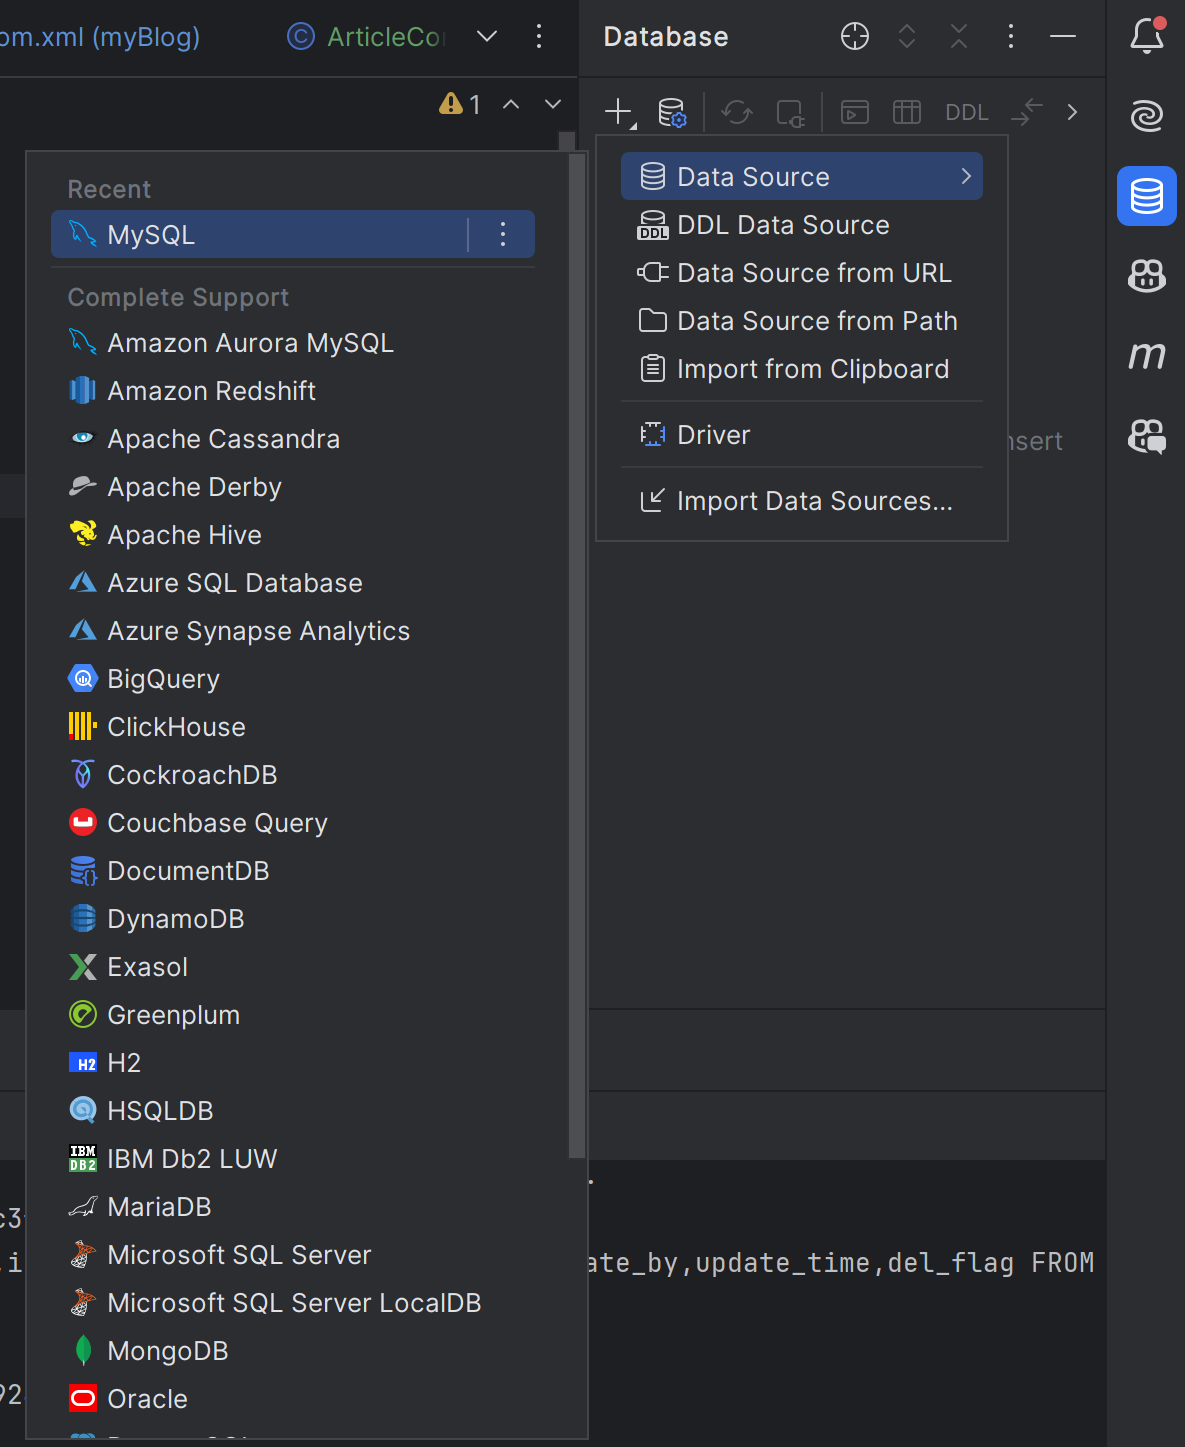 om.xml (myBlog)
ArticleCo
Database
1
DDL
Recent
MySQL
Complete Support
Amazon Aurora MySQL
Amazon Redshift
Apache Cassandra
Apache Derby
Apache Hive
Azure SQL Database
Azure Synapse Analytics
BigQuery
ClickHouse
CockroachDB
Couchbase Query
DocumentDB
DynamoDB
Exasol
Greenplum
H2
HSQLDB
IBM Db2 LUW
MariaDB
Microsoft SQL Server
Microsoft SQL Server LocalDB
MongoDB
Oracle
Data Source
DDL Data Source
Data Source from URL
Data Source from Path
Import from Clipboard
Driver
Import Data Sources...
nsert
c3
.i
ate_by,update_time,del_flag FROM
92